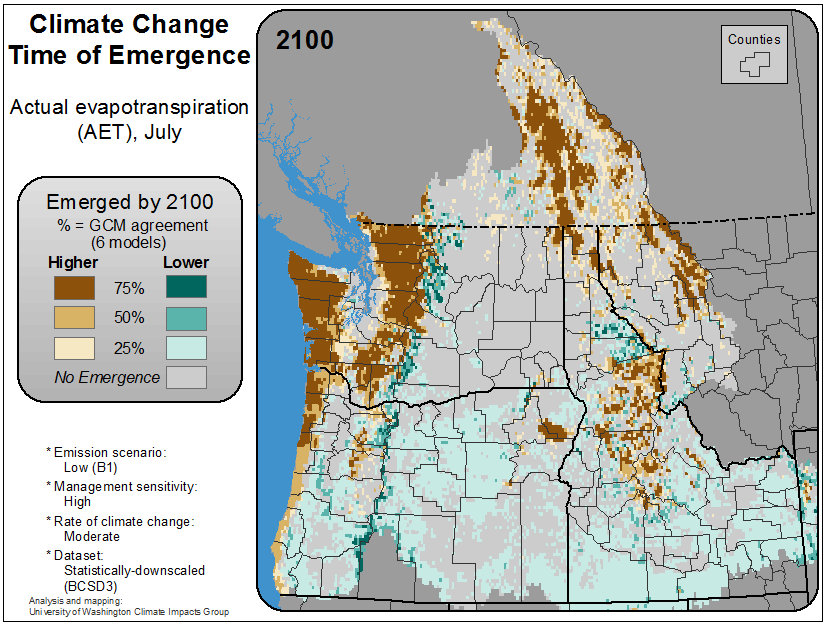 Climate Change
Time of Emergence
Actual evapotranspiration
(AET), July
Emerged by 2100
% = GCM agreement
(6 models)
Higher Lower
75%
50%
25%
No Emergence
* Emission scenario:
Low (B1)
* Management sensitivity:
High
* Rate of climate change:
Moderate
* Dataset:
Statistically-downscaled
(BCSD3)
Analysis and mapping:
University of Washington Climate Impacts Group
2100
Counties